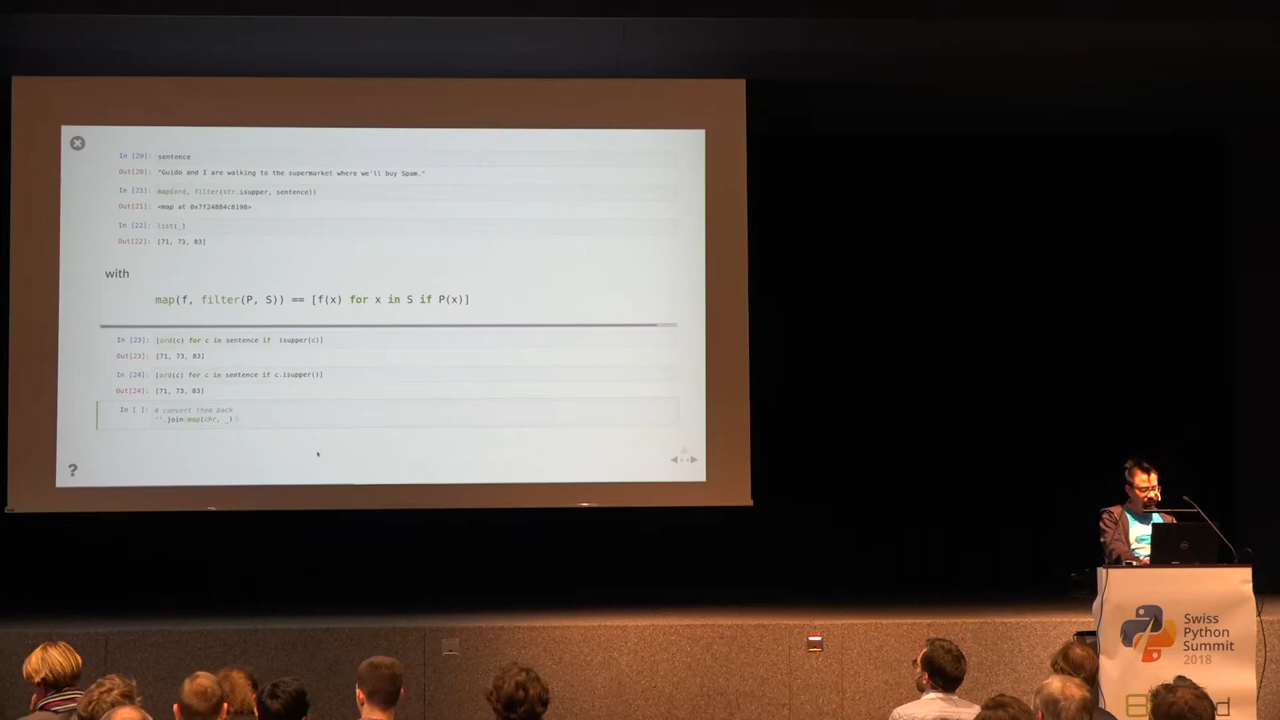 In [20]: sentence
Out[20]: "Guido and I are walking to the supermarket where we'll buy Spam."
In [21]: map(ord, filter(str.isupper, sentence))
Out[21]: <map at 0x7f24884c8198>
In [22]: list(_)
Out[22]: [71, 73, 83]
with
map(f, filter(P, S)) == [f(x) for x in S if P(x)]
In [23]: [ord(c) for c in sentence if isupper(c)]
Out[23]: [71, 73, 83]
In [24]: [ord(c) for c in sentence if c.isupper()]
Out[24]: [71, 73, 83]
In [ ]: # convert them back
''.join(map(chr, _))
?
Swiss
Python
Summit
2018